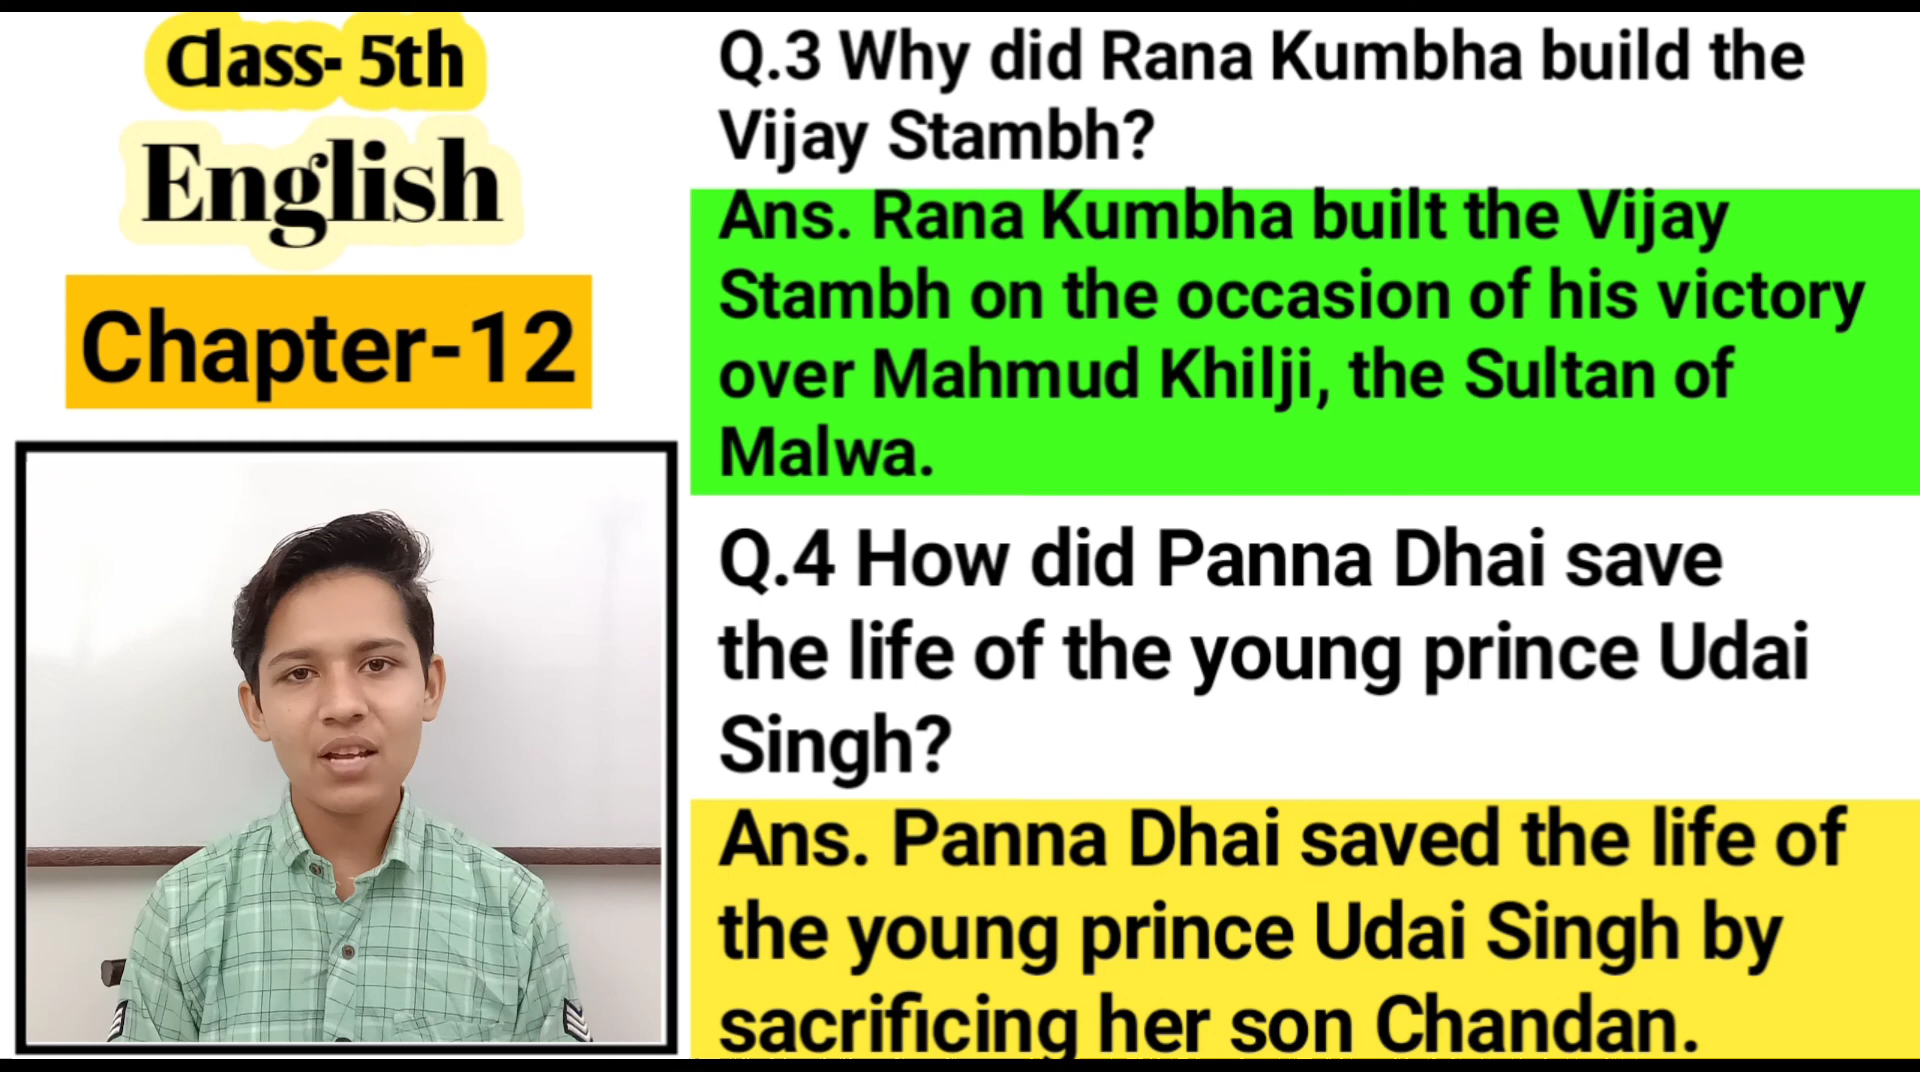 Class- 5th
English
Chapter-12
Q.3 Why did Rana Kumbha build the
Vijay Stambh?
Ans. Rana Kumbha built the Vijay
Stambh on the occasion of his victory
over Mahmud Khilji, the Sultan of
Malwa.
Q.4 How did Panna Dhai save
the life of the young prince Udai
Singh?
Ans. Panna Dhai saved the life of
the young prince Udai Singh by
sacrificing her son Chandan.